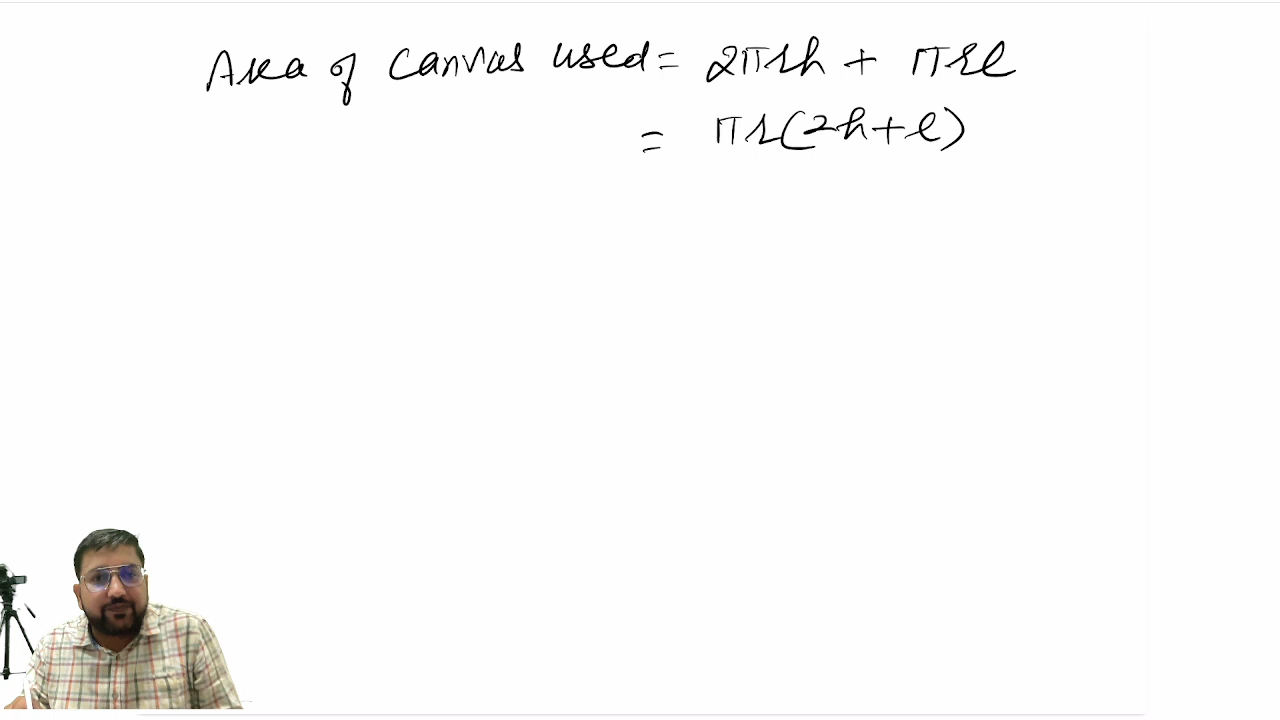 Area of canvas used = 2πrh + πrl
= πr(2h+l)